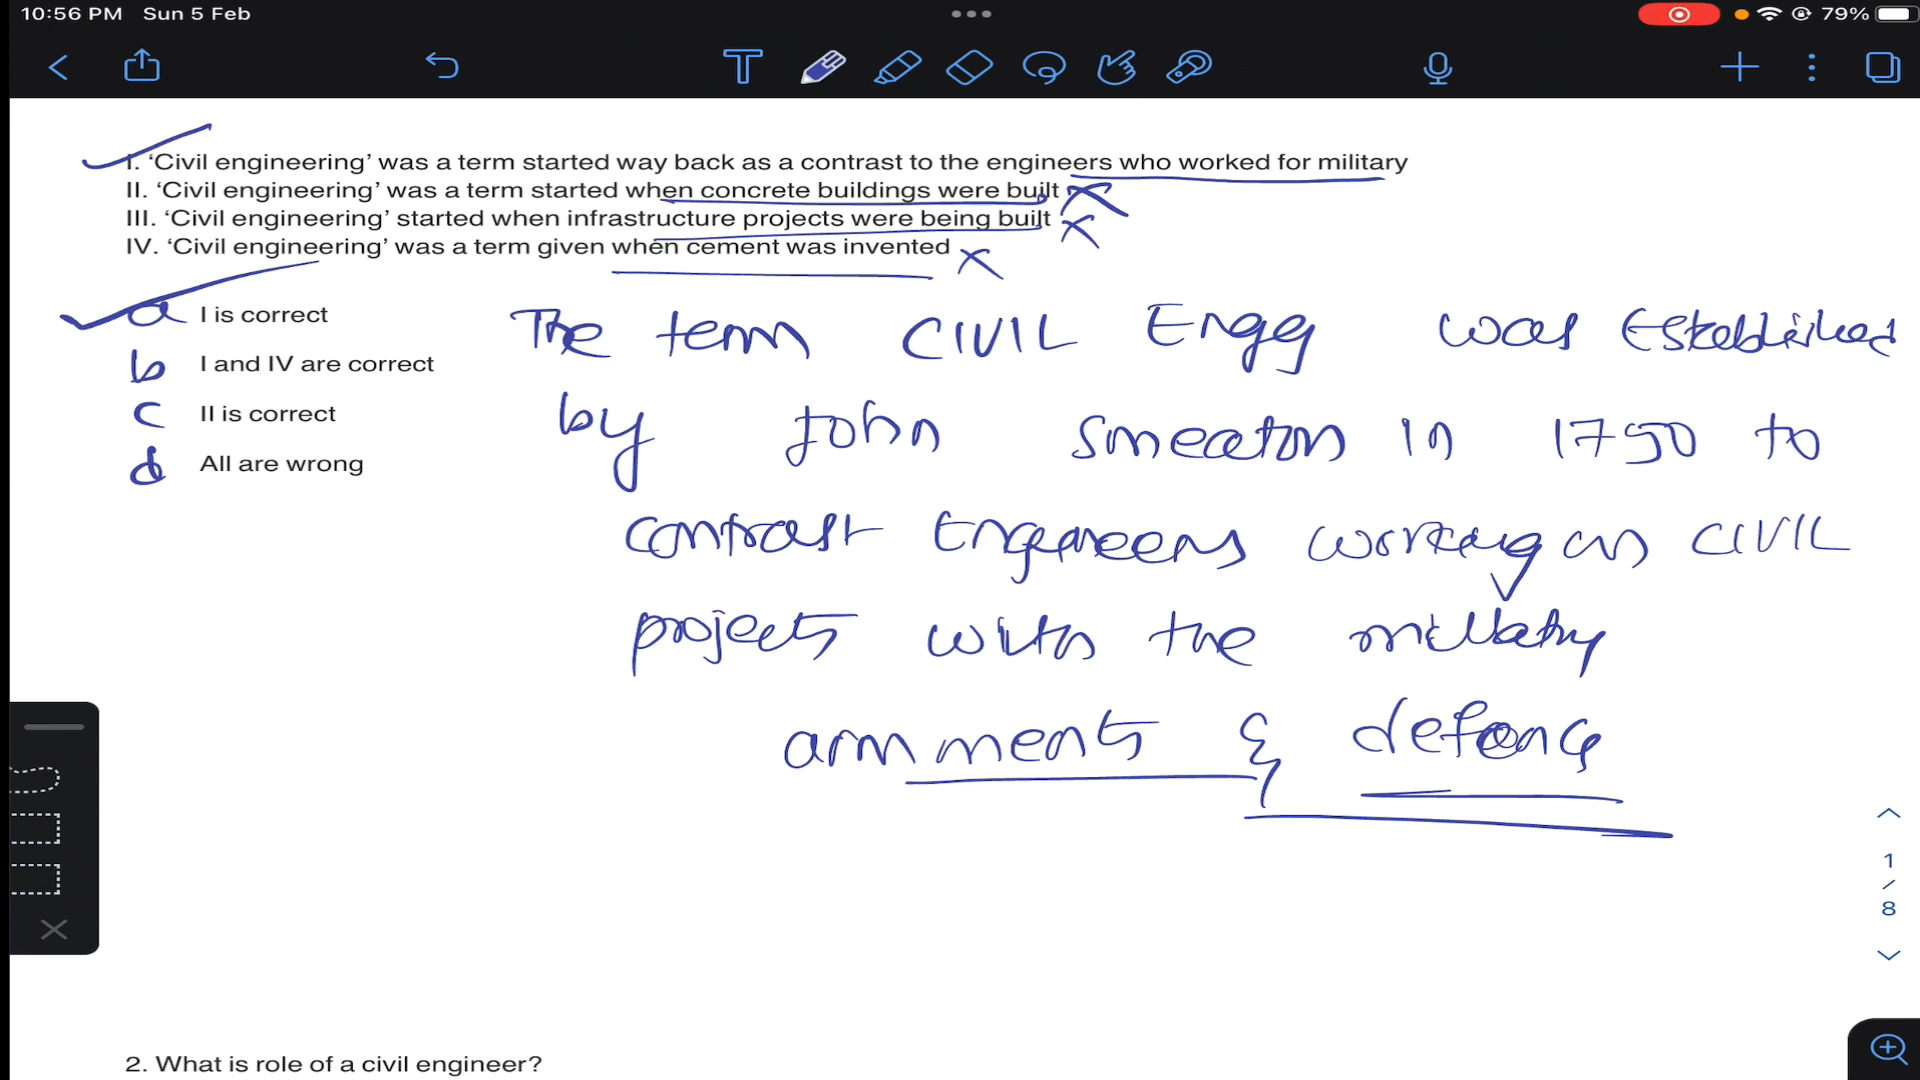 10:56 PM Sun 5 Feb
79%
I. ‘Civil engineering’ was a term started way back as a contrast to the engineers who worked for military
II. ‘Civil engineering’ was a term started when concrete buildings were built
III. ‘Civil engineering’ started when infrastructure projects were being built
IV. ‘Civil engineering’ was a term given when cement was invented
a I is correct
b I and IV are correct
c II is correct
d All are wrong
The term CIVIL Engg was Established
by John Smeaton in 1750 to
contrast Engineers working on CIVIL
projects with the military
armments & defence
1
/
8
2. What is role of a civil engineer?